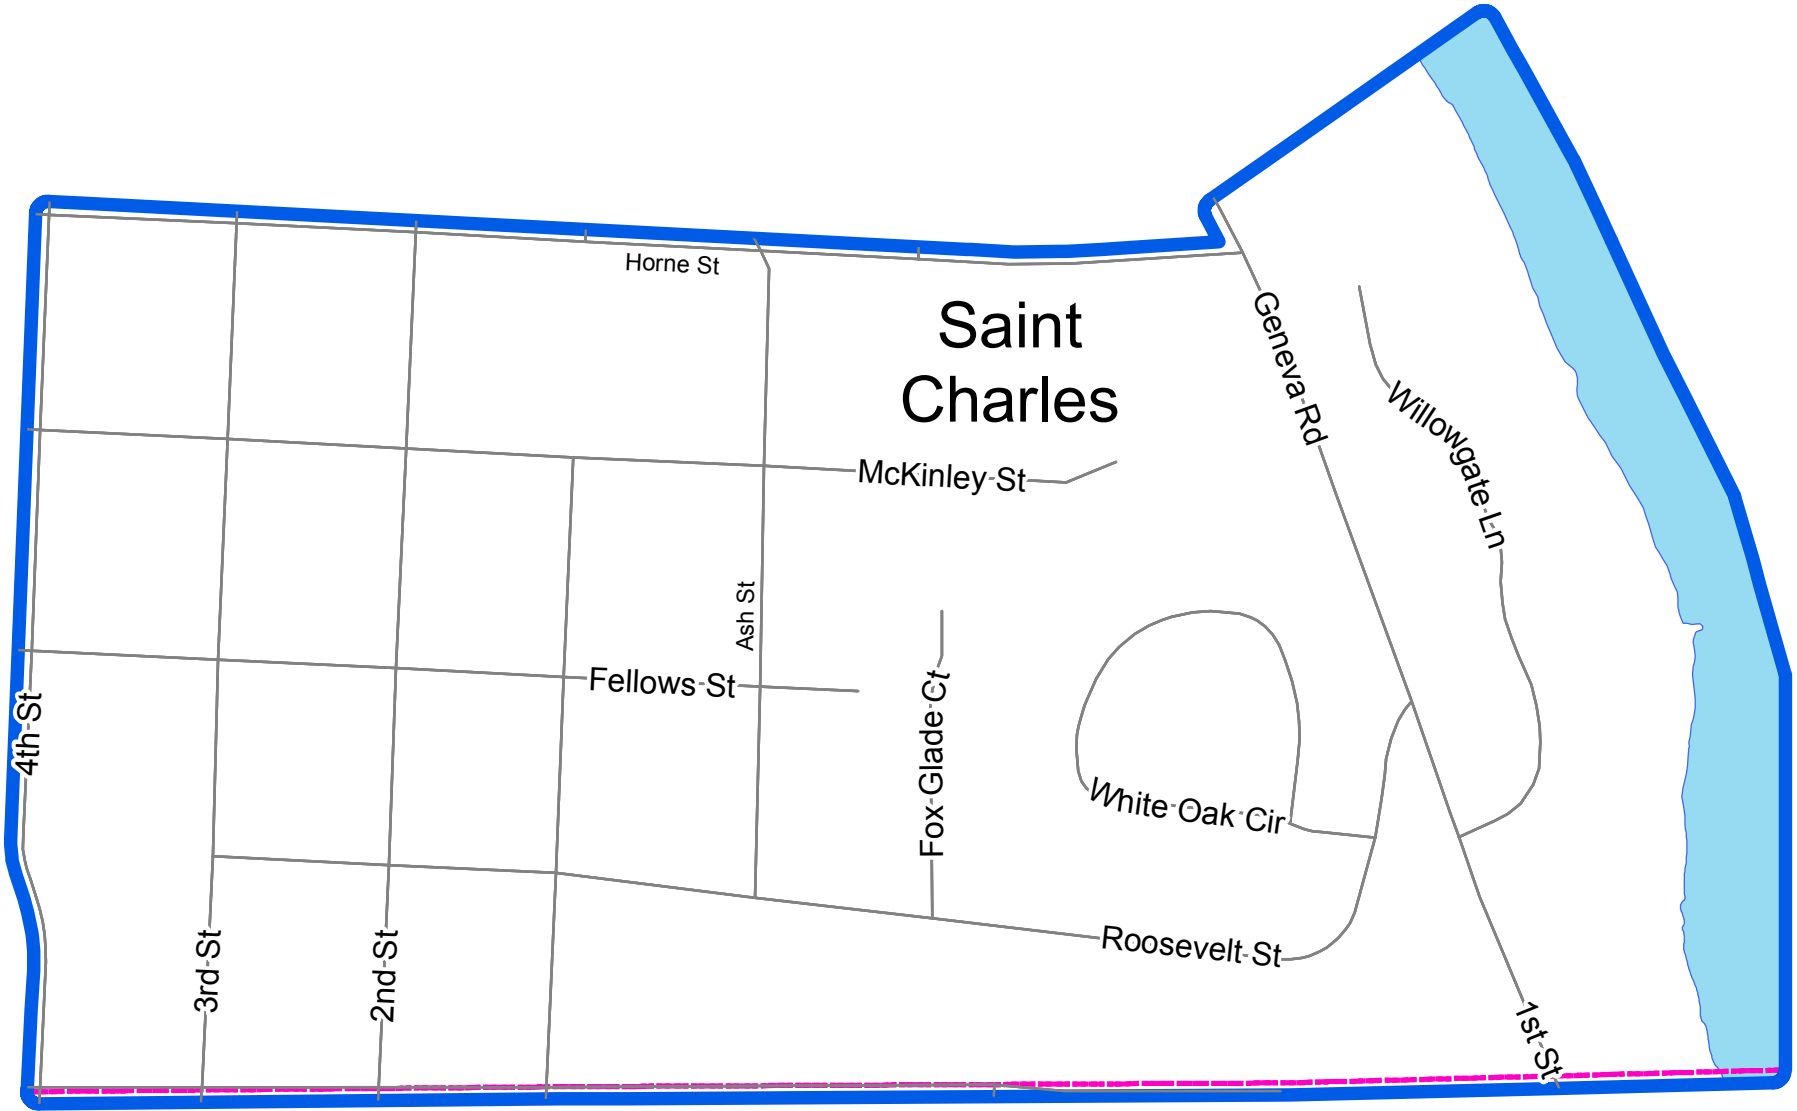 Horne St
Saint
Charles
Geneva Rd
Willowgate Ln
McKinley St
Ash St
Fellows St
Fox Glade Ct
4th St
White Oak Cir
Roosevelt St
3rd St
2nd St
1st St